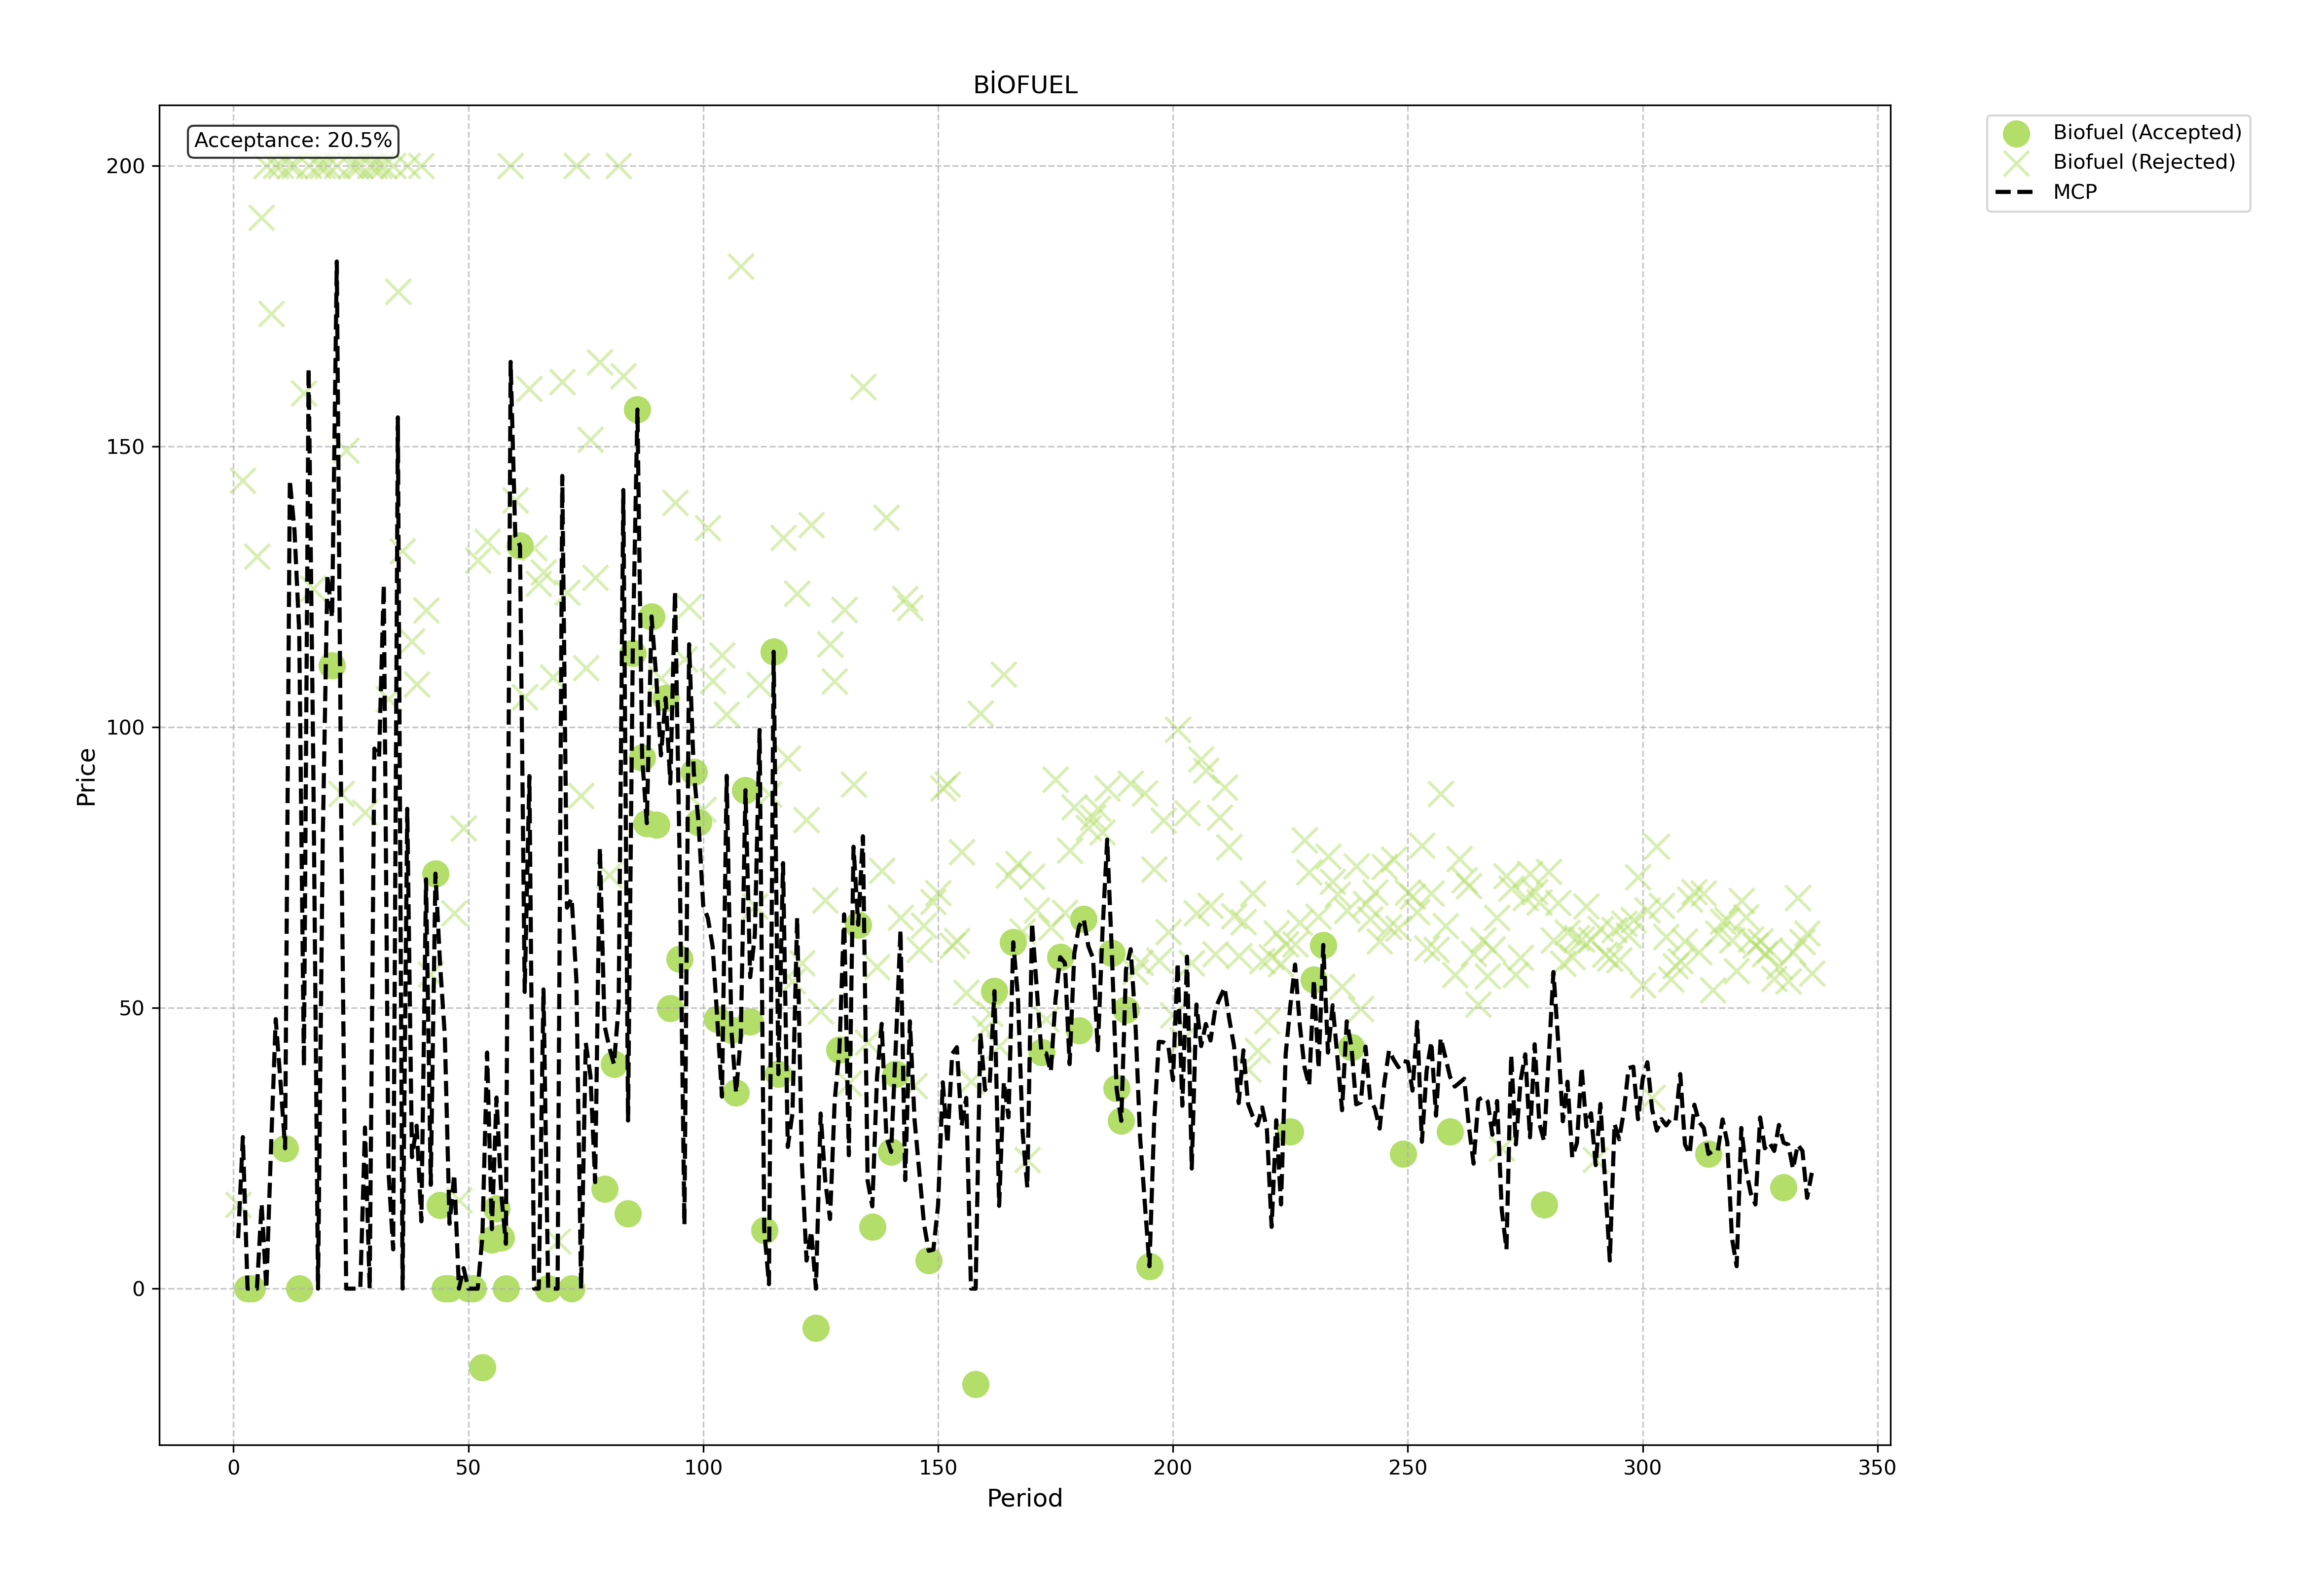 BİOFUEL
Acceptance: 20.5%
Biofuel (Accepted)
Biofuel (Rejected)
MCP
200
150
100
50
0
Price
0 50 100 150 200 250 300 350
Period